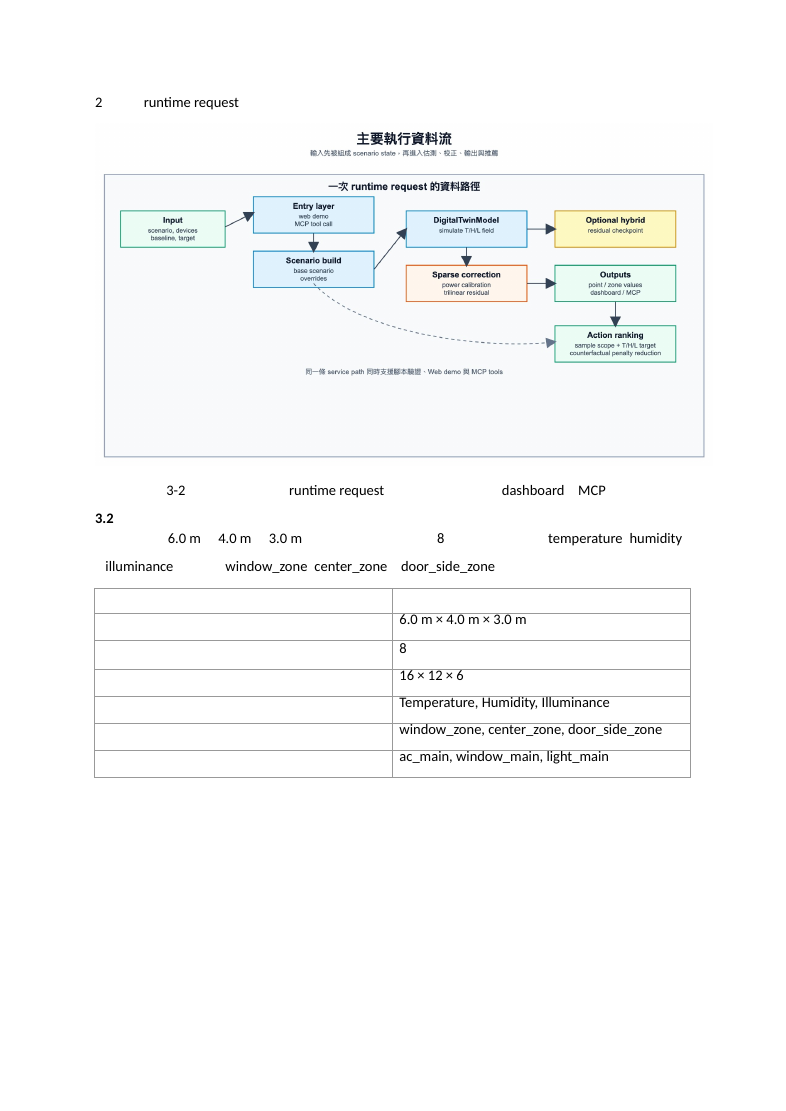 2 runtime request
主要執行資料流
輸入先被組成 scenario state，再進入估測、校正、輸出與推薦
一次 runtime request 的資料路徑
Input
scenario, devices
baseline, target
Entry layer
web demo
MCP tool call
Scenario build
base scenario
overrides
DigitalTwinModel
simulate T/H/L field
Optional hybrid
residual checkpoint
Sparse correction
power calibration
trilinear residual
Outputs
point / zone values
dashboard / MCP
Action ranking
sample scope + T/H/L target
counterfactual penalty reduction
同一條 service path 同時支援腳本驗證、Web demo 與 MCP tools
3-2 runtime request dashboard MCP
3.2
6.0 m 4.0 m 3.0 m 8 temperature humidity
illuminance window_zone center_zone door_side_zone
6.0 m × 4.0 m × 3.0 m
8
16 × 12 × 6
Temperature, Humidity, Illuminance
window_zone, center_zone, door_side_zone
ac_main, window_main, light_main